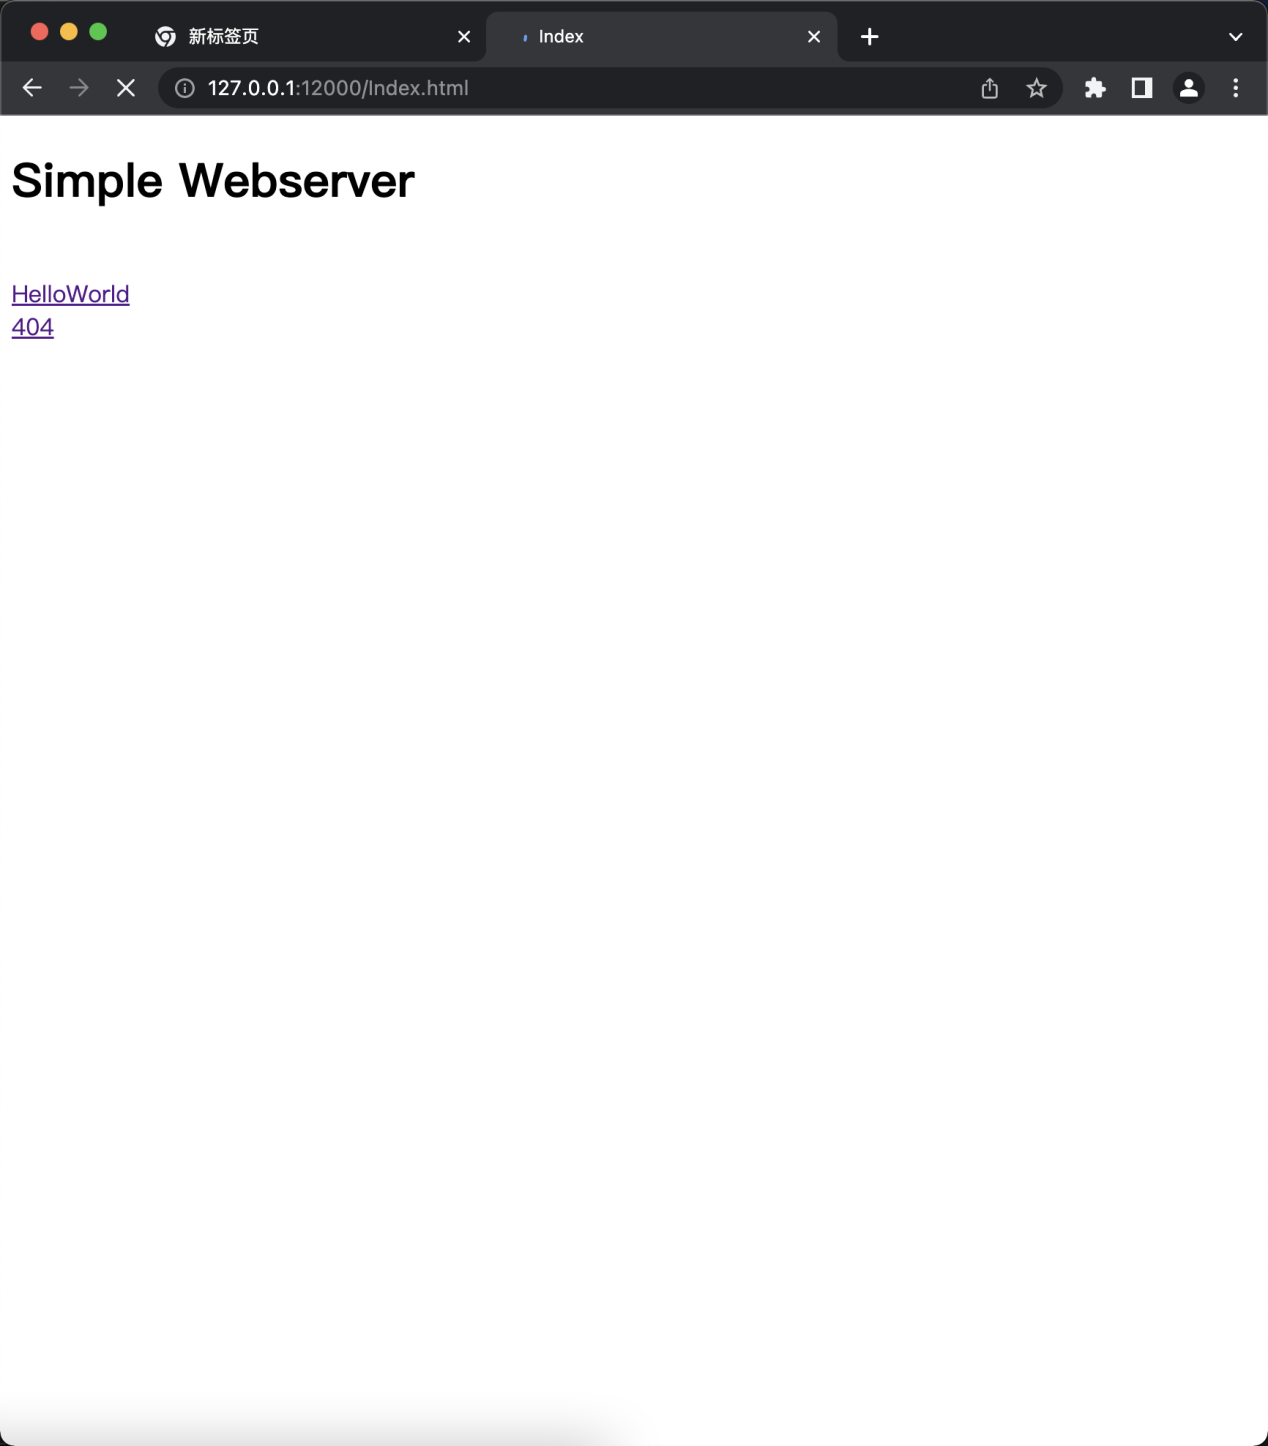 新标签页
Index
127.0.0.1:12000/Index.html
Simple Webserver
HelloWorld
404